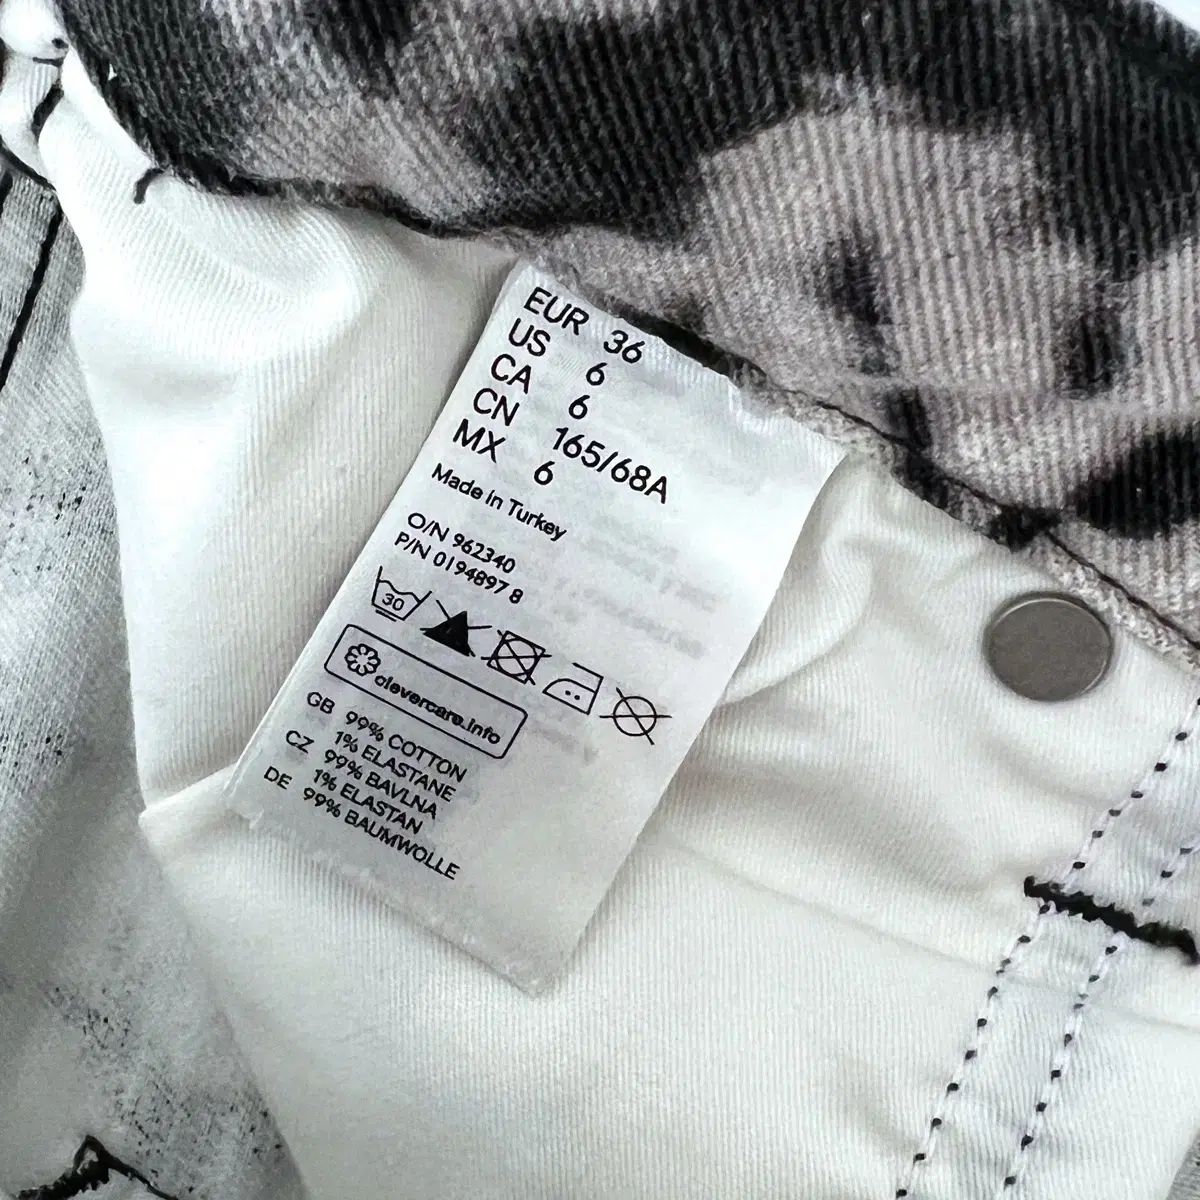 EUR 36
US 6
CA 6
CN 165/68A
MX 6
Made in Turkey
O/N 962340
P/N 0194897 8
30
clevercare.info
GB 99% COTTON
1% ELASTANE
CZ 99% BAVLNA
1% ELASTAN
DE 99% BAUMWOLLE